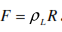 F = ρ_L R.